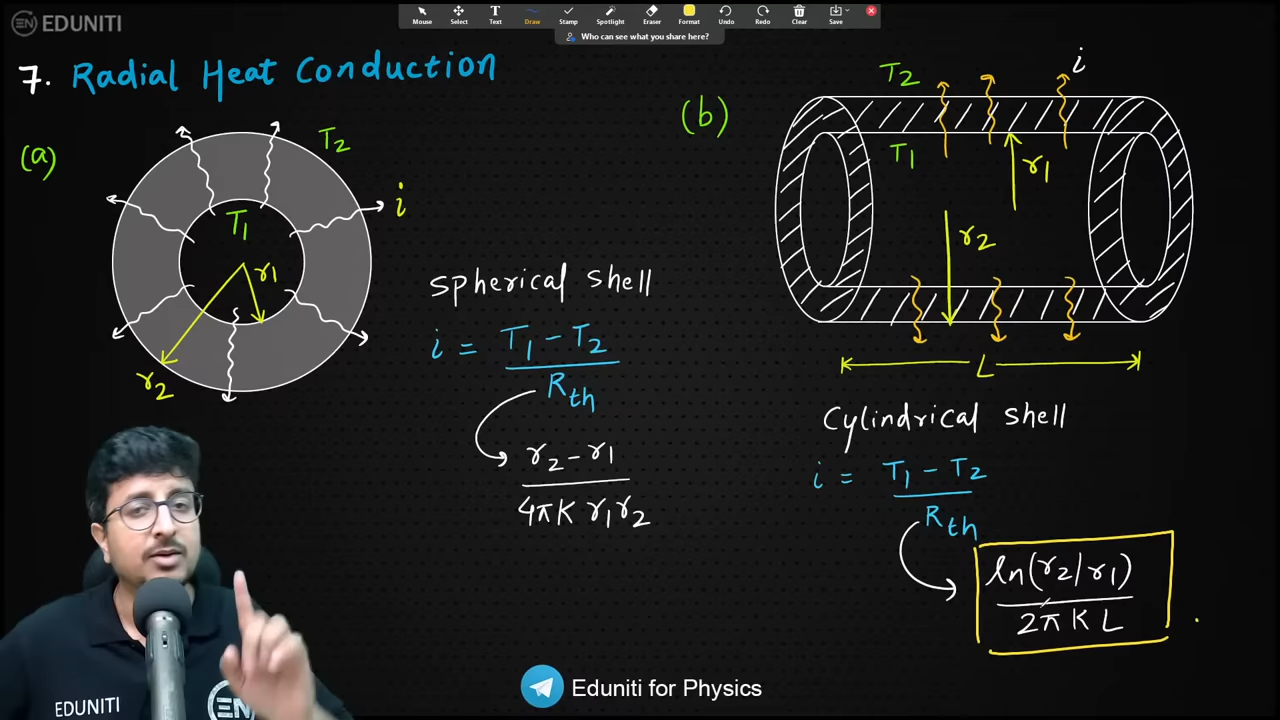 EN EDUNITI
Mouse Select Text Draw Stamp Spotlight Eraser Format Undo Redo Clear Save
Who can see what you share here?
7. Radial Heat Conduction
(a)
T₂
i
T₁
r₁
r₂
spherical shell
i = T₁ - T₂ / Rth
r₂ - r₁ / 4πK r₁r₂
(b)
T₂
i
T₁
r₁
r₂
L
Cylindrical shell
i = T₁ - T₂ / Rth
ln(r₂/r₁) / 2πKL
EDUNITI
EN
Eduniti for Physics